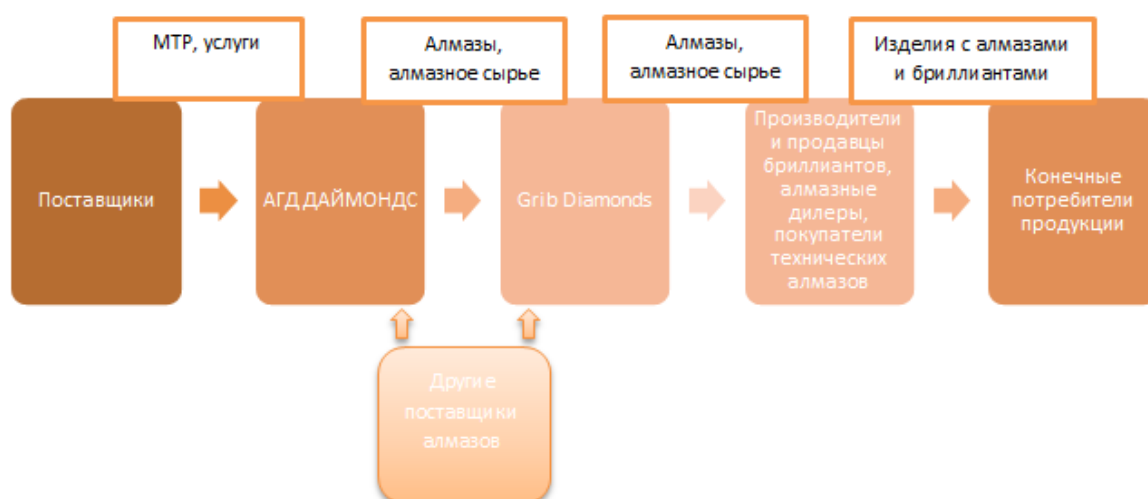 МТР, услуги
Алмазы,
алмазное сырье
Алмазы,
алмазное сырье
Изделия с алмазами
и бриллиантами
Поставщики
АГД ДАЙМОНДС
Grib Diamonds
Производители
и продавцы
бриллиантов,
алмазные
дилеры,
покупатели
технических
алмазов
Конечные
потребители
продукции
Другие
поставщики
алмазов